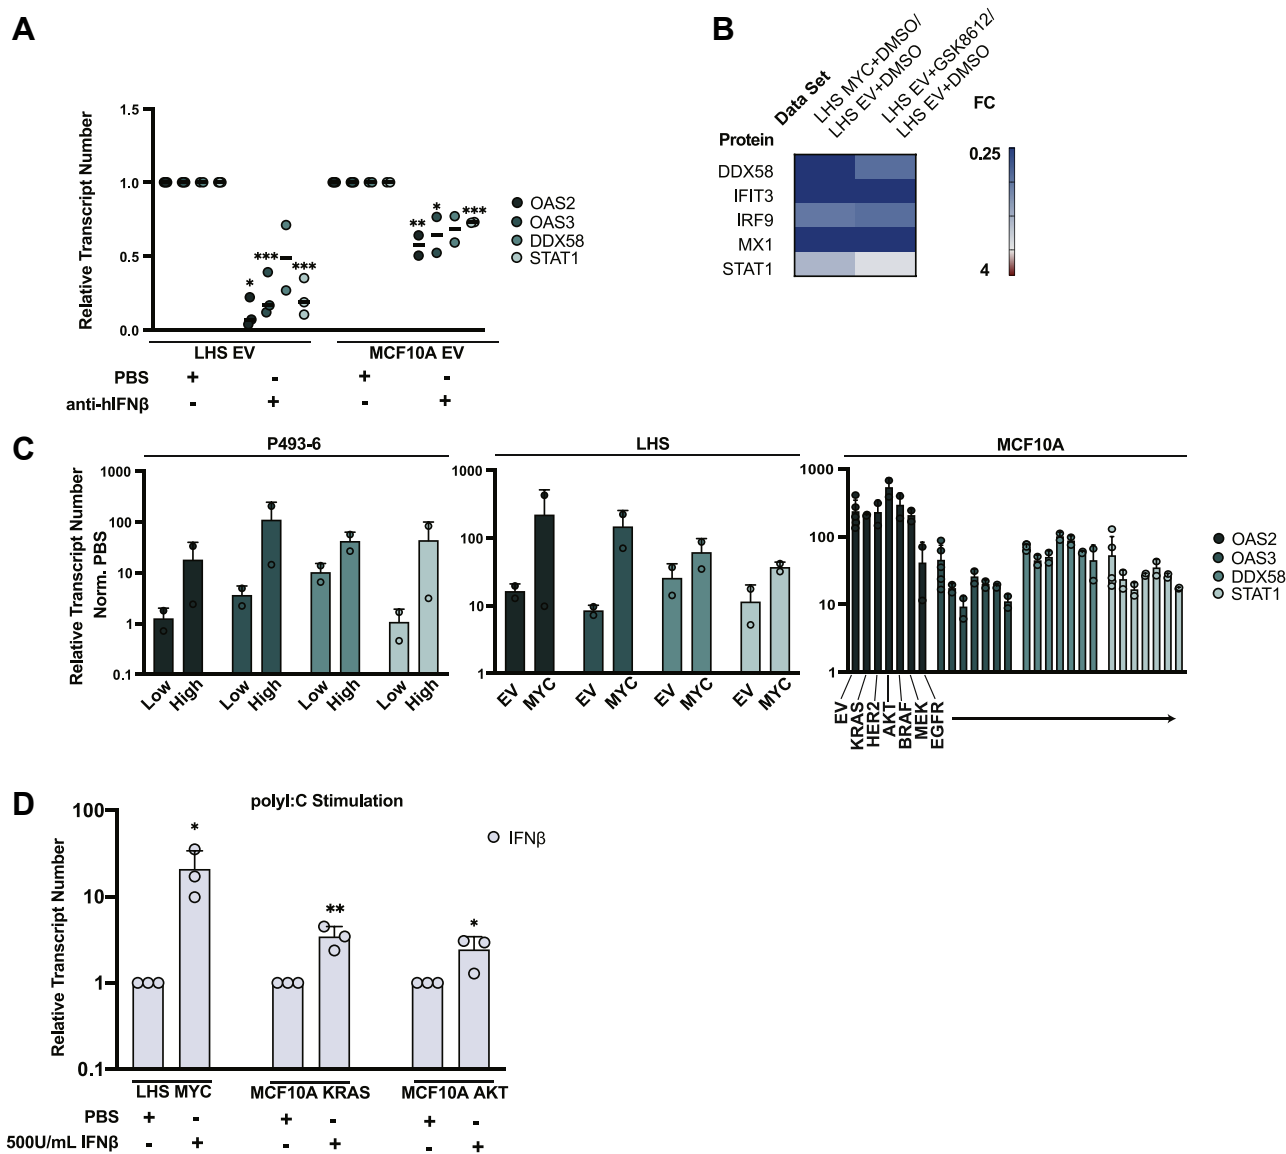 A
Relative Transcript Number
1.5
1.0
0.5
0.0
*
***
***
**
*
***
OAS2
OAS3
DDX58
STAT1
LHS EV
MCF10A EV
PBS + - + -
anti-hIFNβ - + - +
B
Data Set
LHS MYC+DMSO/
LHS EV+DMSO
LHS EV+GSK8612/
LHS EV+DMSO
FC
Protein
DDX58
IFIT3
IRF9
MX1
STAT1
0.25
4
C
P493-6
LHS
MCF10A
Relative Transcript Number
Norm. PBS
1000
100
10
1
0.1
Low High Low High Low High Low High
1000
100
10
1
EV MYC EV MYC EV MYC EV MYC
1000
100
10
1
EV
KRAS
HER2
AKT
BRAF
MEK
EGFR
OAS2
OAS3
DDX58
STAT1
D
polyI:C Stimulation
Relative Transcript Number
100
10
1
0.1
*
**
*
IFNβ
LHS MYC
MCF10A KRAS
MCF10A AKT
PBS + - + - + -
500U/mL IFNβ - + - + - +